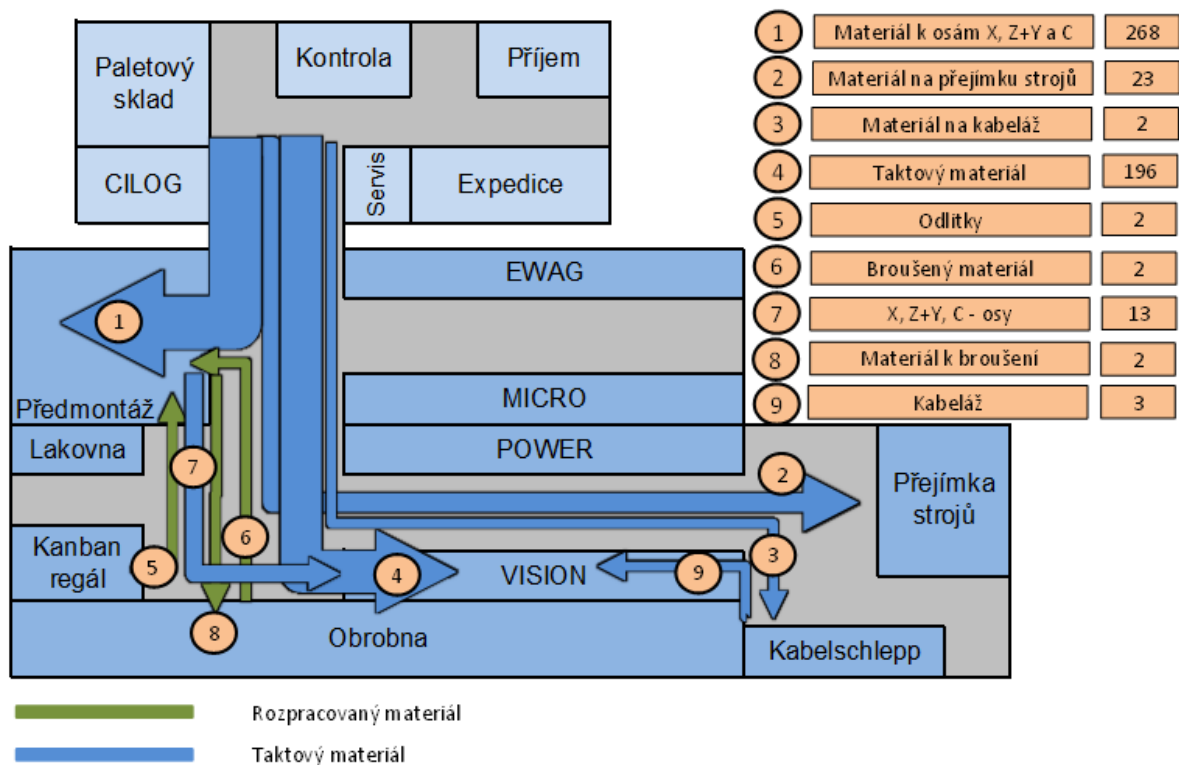 Paletový
sklad
Kontrola
Příjem
CILOG
Servis
Expedice
EWAG
MICRO
POWER
Předmontáž
Lakovna
Kanban
regál
VISION
Obrobna
Přejímka
strojů
Kabelschlepp
1
2
3
4
5
6
7
8
9
1 Materiál k osám X, Z+Y a C 268
2 Materiál na přejímku strojů 23
3 Materiál na kabeláž 2
4 Taktový materiál 196
5 Odlitky 2
6 Broušený materiál 2
7 X, Z+Y, C - osy 13
8 Materiál k broušení 2
9 Kabeláž 3
Rozpracovaný materiál
Taktový materiál